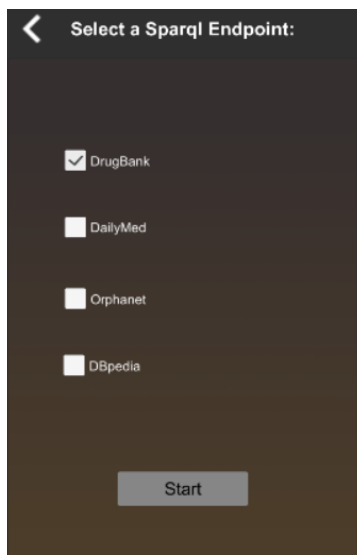 Select a Sparql Endpoint:
DrugBank
DailyMed
Orphanet
DBpedia
Start